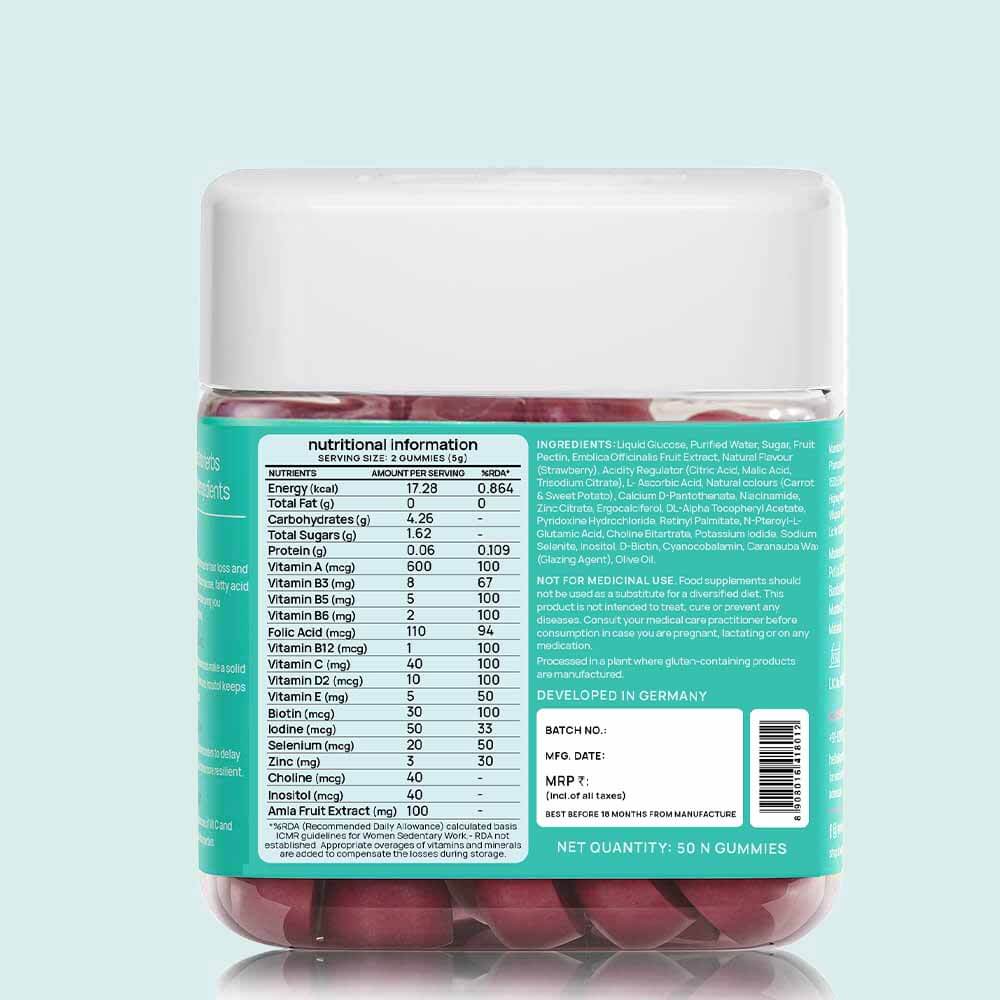 nutritional information
SERVING SIZE: 2 GUMMIES (5g)
NUTRIENTS AMOUNT PER SERVING %RDA*
Energy (kcal) 17.28 0.864
Total Fat (g) 0 0
Carbohydrates (g) 4.26 -
Total Sugars (g) 1.62 -
Protein (g) 0.06 0.109
Vitamin A (mcg) 600 100
Vitamin B3 (mg) 8 67
Vitamin B5 (mg) 5 100
Vitamin B6 (mg) 2 100
Folic Acid (mcg) 110 94
Vitamin B12 (mcg) 1 100
Vitamin C (mg) 40 100
Vitamin D2 (mcg) 10 100
Vitamin E (mg) 5 50
Biotin (mcg) 30 100
Iodine (mcg) 50 33
Selenium (mcg) 20 50
Zinc (mg) 3 30
Choline (mcg) 40 -
Inositol (mcg) 40 -
Amla Fruit Extract (mg) 100 -
*%RDA (Recommended Daily Allowance) calculated basis
ICMR guidelines for Women Sedentary Work - RDA not
established. Appropriate overages of vitamins and minerals
are added to compensate the losses during storage.
INGREDIENTS: Liquid Glucose, Purified Water, Sugar, Fruit
Pectin, Emblica Officinalis Fruit Extract, Natural Flavour
(Strawberry), Acidity Regulator (Citric Acid, Malic Acid,
Trisodium Citrate), L- Ascorbic Acid, Natural colours (Carrot
& Sweet Potato), Calcium D-Pantothenate, Niacinamide,
Zinc Citrate, Ergocalciferol, DL-Alpha Tocopheryl Acetate,
Pyridoxine Hydrochloride, Retinyl Palmitate, N-Pteroyl-L-
Glutamic Acid, Choline Bitartrate, Potassium Iodide, Sodium
Selenite, Inositol, D-Biotin, Cyanocobalamin, Caranauba Wax
(Glazing Agent), Olive Oil.
NOT FOR MEDICINAL USE. Food supplements should
not be used as a substitute for a diversified diet. This
product is not intended to treat, cure or prevent any
diseases. Consult your medical care practitioner before
consumption in case you are pregnant, lactating or on any
medication.
Processed in a plant where gluten-containing products
are manufactured.
DEVELOPED IN GERMANY
BATCH NO.:
MFG. DATE:
MRP ₹:
(incl.of all taxes)
BEST BEFORE 18 MONTHS FROM MANUFACTURE
8 908016 418012
NET QUANTITY: 50 N GUMMIES
loss and
fatty acid
make a solid
keeps
to delay
resilient.